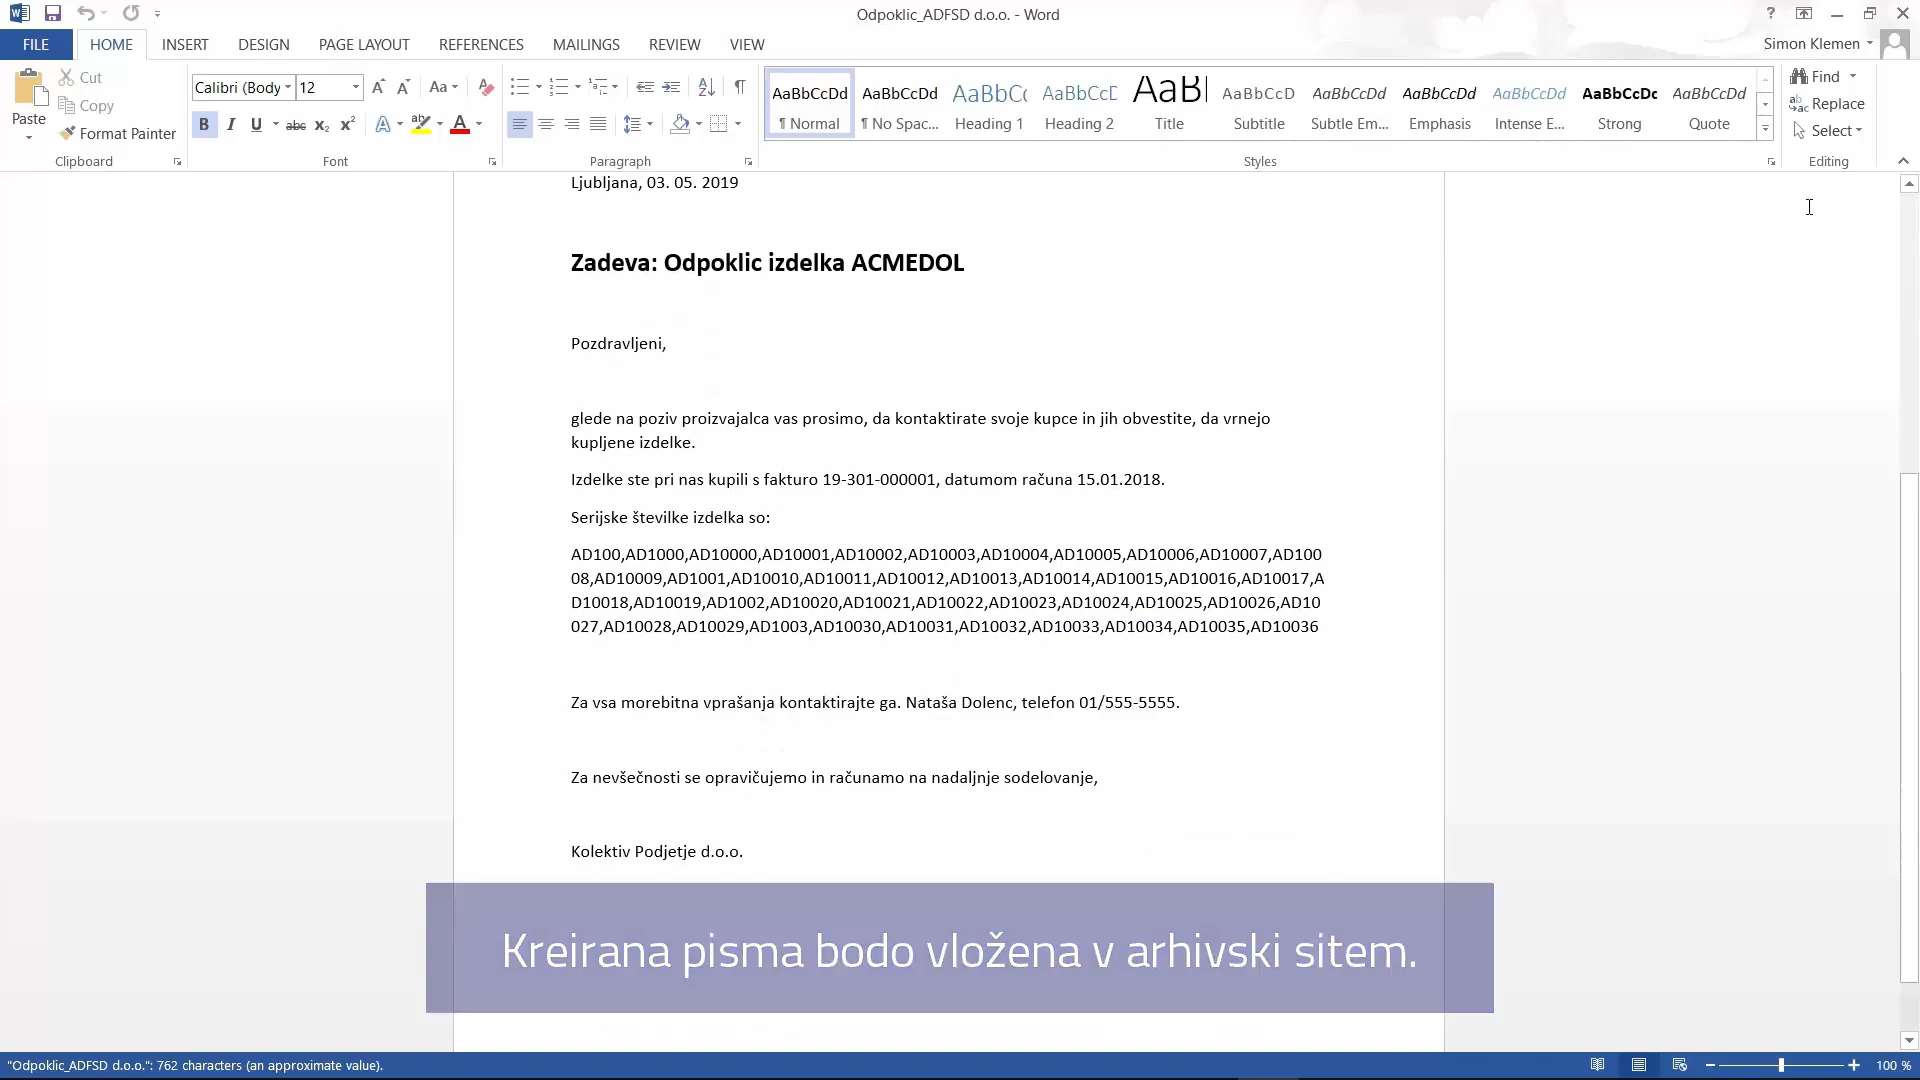 Odpoklic_ADFSD d.o.o. - Word
FILE HOME INSERT DESIGN PAGE LAYOUT REFERENCES MAILINGS REVIEW VIEW Simon Klemen
Paste
Cut
Copy
Format Painter
Clipboard
Calibri (Body 12
Font
Paragraph
AaBbCcDd AaBbCcDd AaBbCc AaBbCcD AaBl AaBbCcD AaBbCcDd AaBbCcDd AaBbCcDd AaBbCcDc AaBbCcDd
¶ Normal ¶ No Spac... Heading 1 Heading 2 Title Subtitle Subtle Em... Emphasis Intense E... Strong Quote
Styles
Find
Replace
Select
Editing
Ljubljana, 03. 05. 2019
Zadeva: Odpoklic izdelka ACMEDOL
Pozdravljeni,
glede na poziv proizvajalca vas prosimo, da kontaktirate svoje kupce in jih obvestite, da vrnejo
kupljene izdelke.
Izdelke ste pri nas kupili s fakturo 19-301-000001, datumom računa 15.01.2018.
Serijske številke izdelka so:
AD100,AD1000,AD10000,AD10001,AD10002,AD10003,AD10004,AD10005,AD10006,AD10007,AD100
08,AD10009,AD1001,AD10010,AD10011,AD10012,AD10013,AD10014,AD10015,AD10016,AD10017,A
D10018,AD10019,AD1002,AD10020,AD10021,AD10022,AD10023,AD10024,AD10025,AD10026,AD10
027,AD10028,AD10029,AD1003,AD10030,AD10031,AD10032,AD10033,AD10034,AD10035,AD10036
Za vsa morebitna vprašanja kontaktirajte ga. Nataša Dolenc, telefon 01/555-5555.
Za nevšečnosti se opravičujemo in računamo na nadaljnje sodelovanje,
Kolektiv Podjetje d.o.o.
Kreirana pisma bodo vložena v arhivski sitem.
"Odpoklic_ADFSD d.o.o.": 762 characters (an approximate value).
100 %